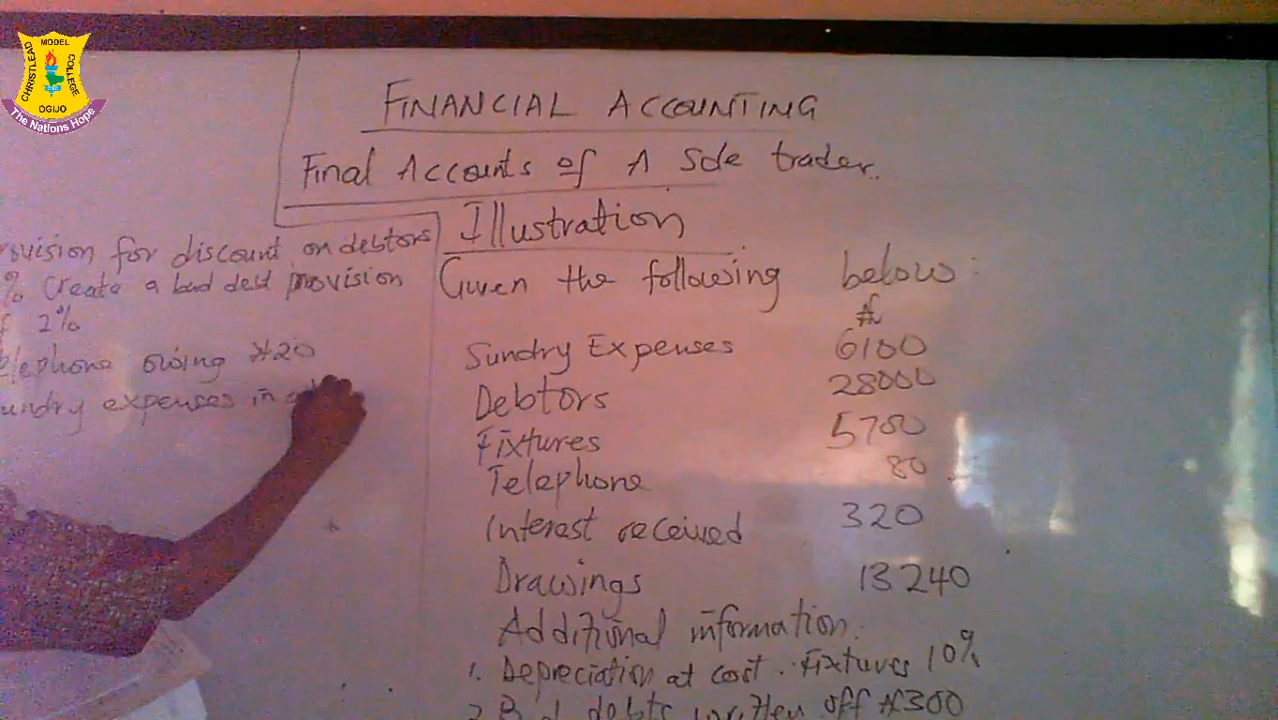 MODEL
CHRISTLEAD
COLLEGE
OGIJO
The Nations Hope
FINANCIAL ACCOUNTING
Final Accounts of A Sole trader.
Illustration
Given the following below:
₦
Sundry Expenses 6100
Debtors 28000
Fixtures 5700
Telephone 80
Interest received 320
Drawings 13240
Additional information.
1. Depreciation at cost. Fixtures 10%
2. Bad debts written off ₦300
rovision for discount on debtors
% Create a bad debt provision
f 2%
elephone owing ₦20
undry expenses in